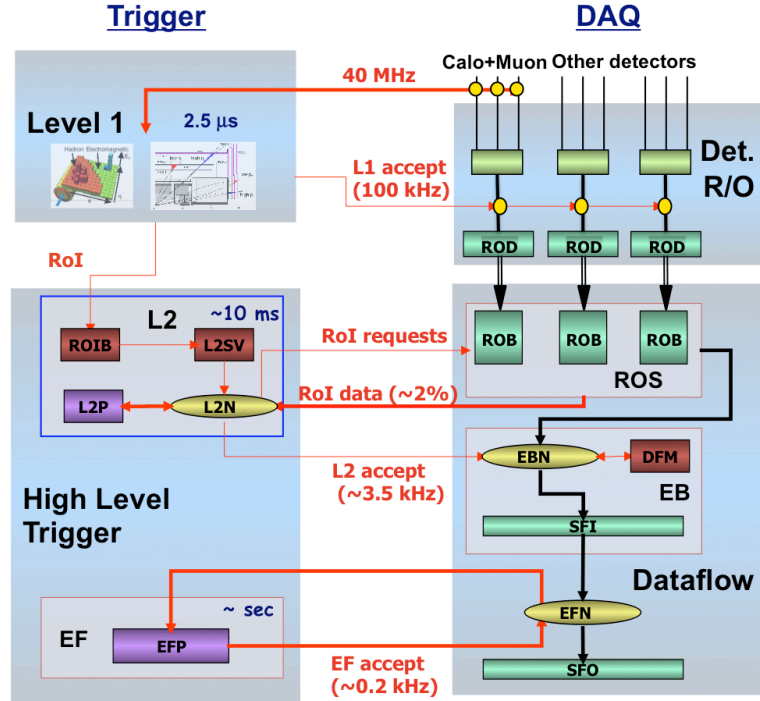 Trigger
DAQ
40 MHz
Calo+Muon
Other detectors
Level 1
2.5 µs
Hadron Electromagnetic
L1 accept
(100 kHz)
Det.
R/O
ROD
ROD
ROD
RoI
L2
~10 ms
ROIB
L2SV
RoI requests
ROB
ROB
ROB
ROS
L2P
L2N
RoI data (~2%)
L2 accept
(~3.5 kHz)
EBN
DFM
EB
High Level
Trigger
SFI
Dataflow
~ sec
EF
EFP
EFN
EF accept
(~0.2 kHz)
SFO